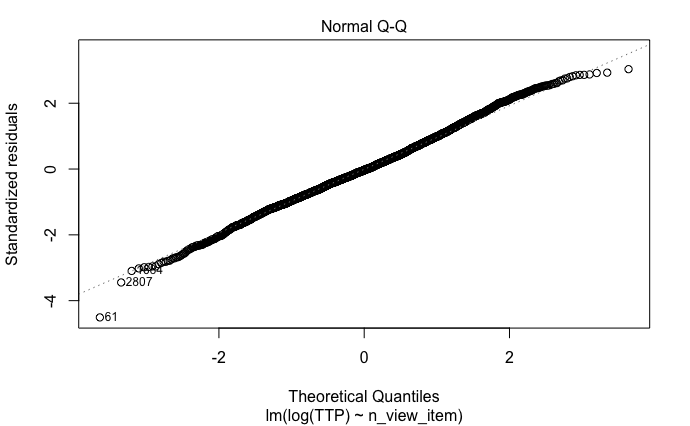 Normal Q-Q
Standardized residuals
2
0
-2
-4
2807
61
-2
0
2
Theoretical Quantiles
lm(log(TTP) ~ n_view_item)